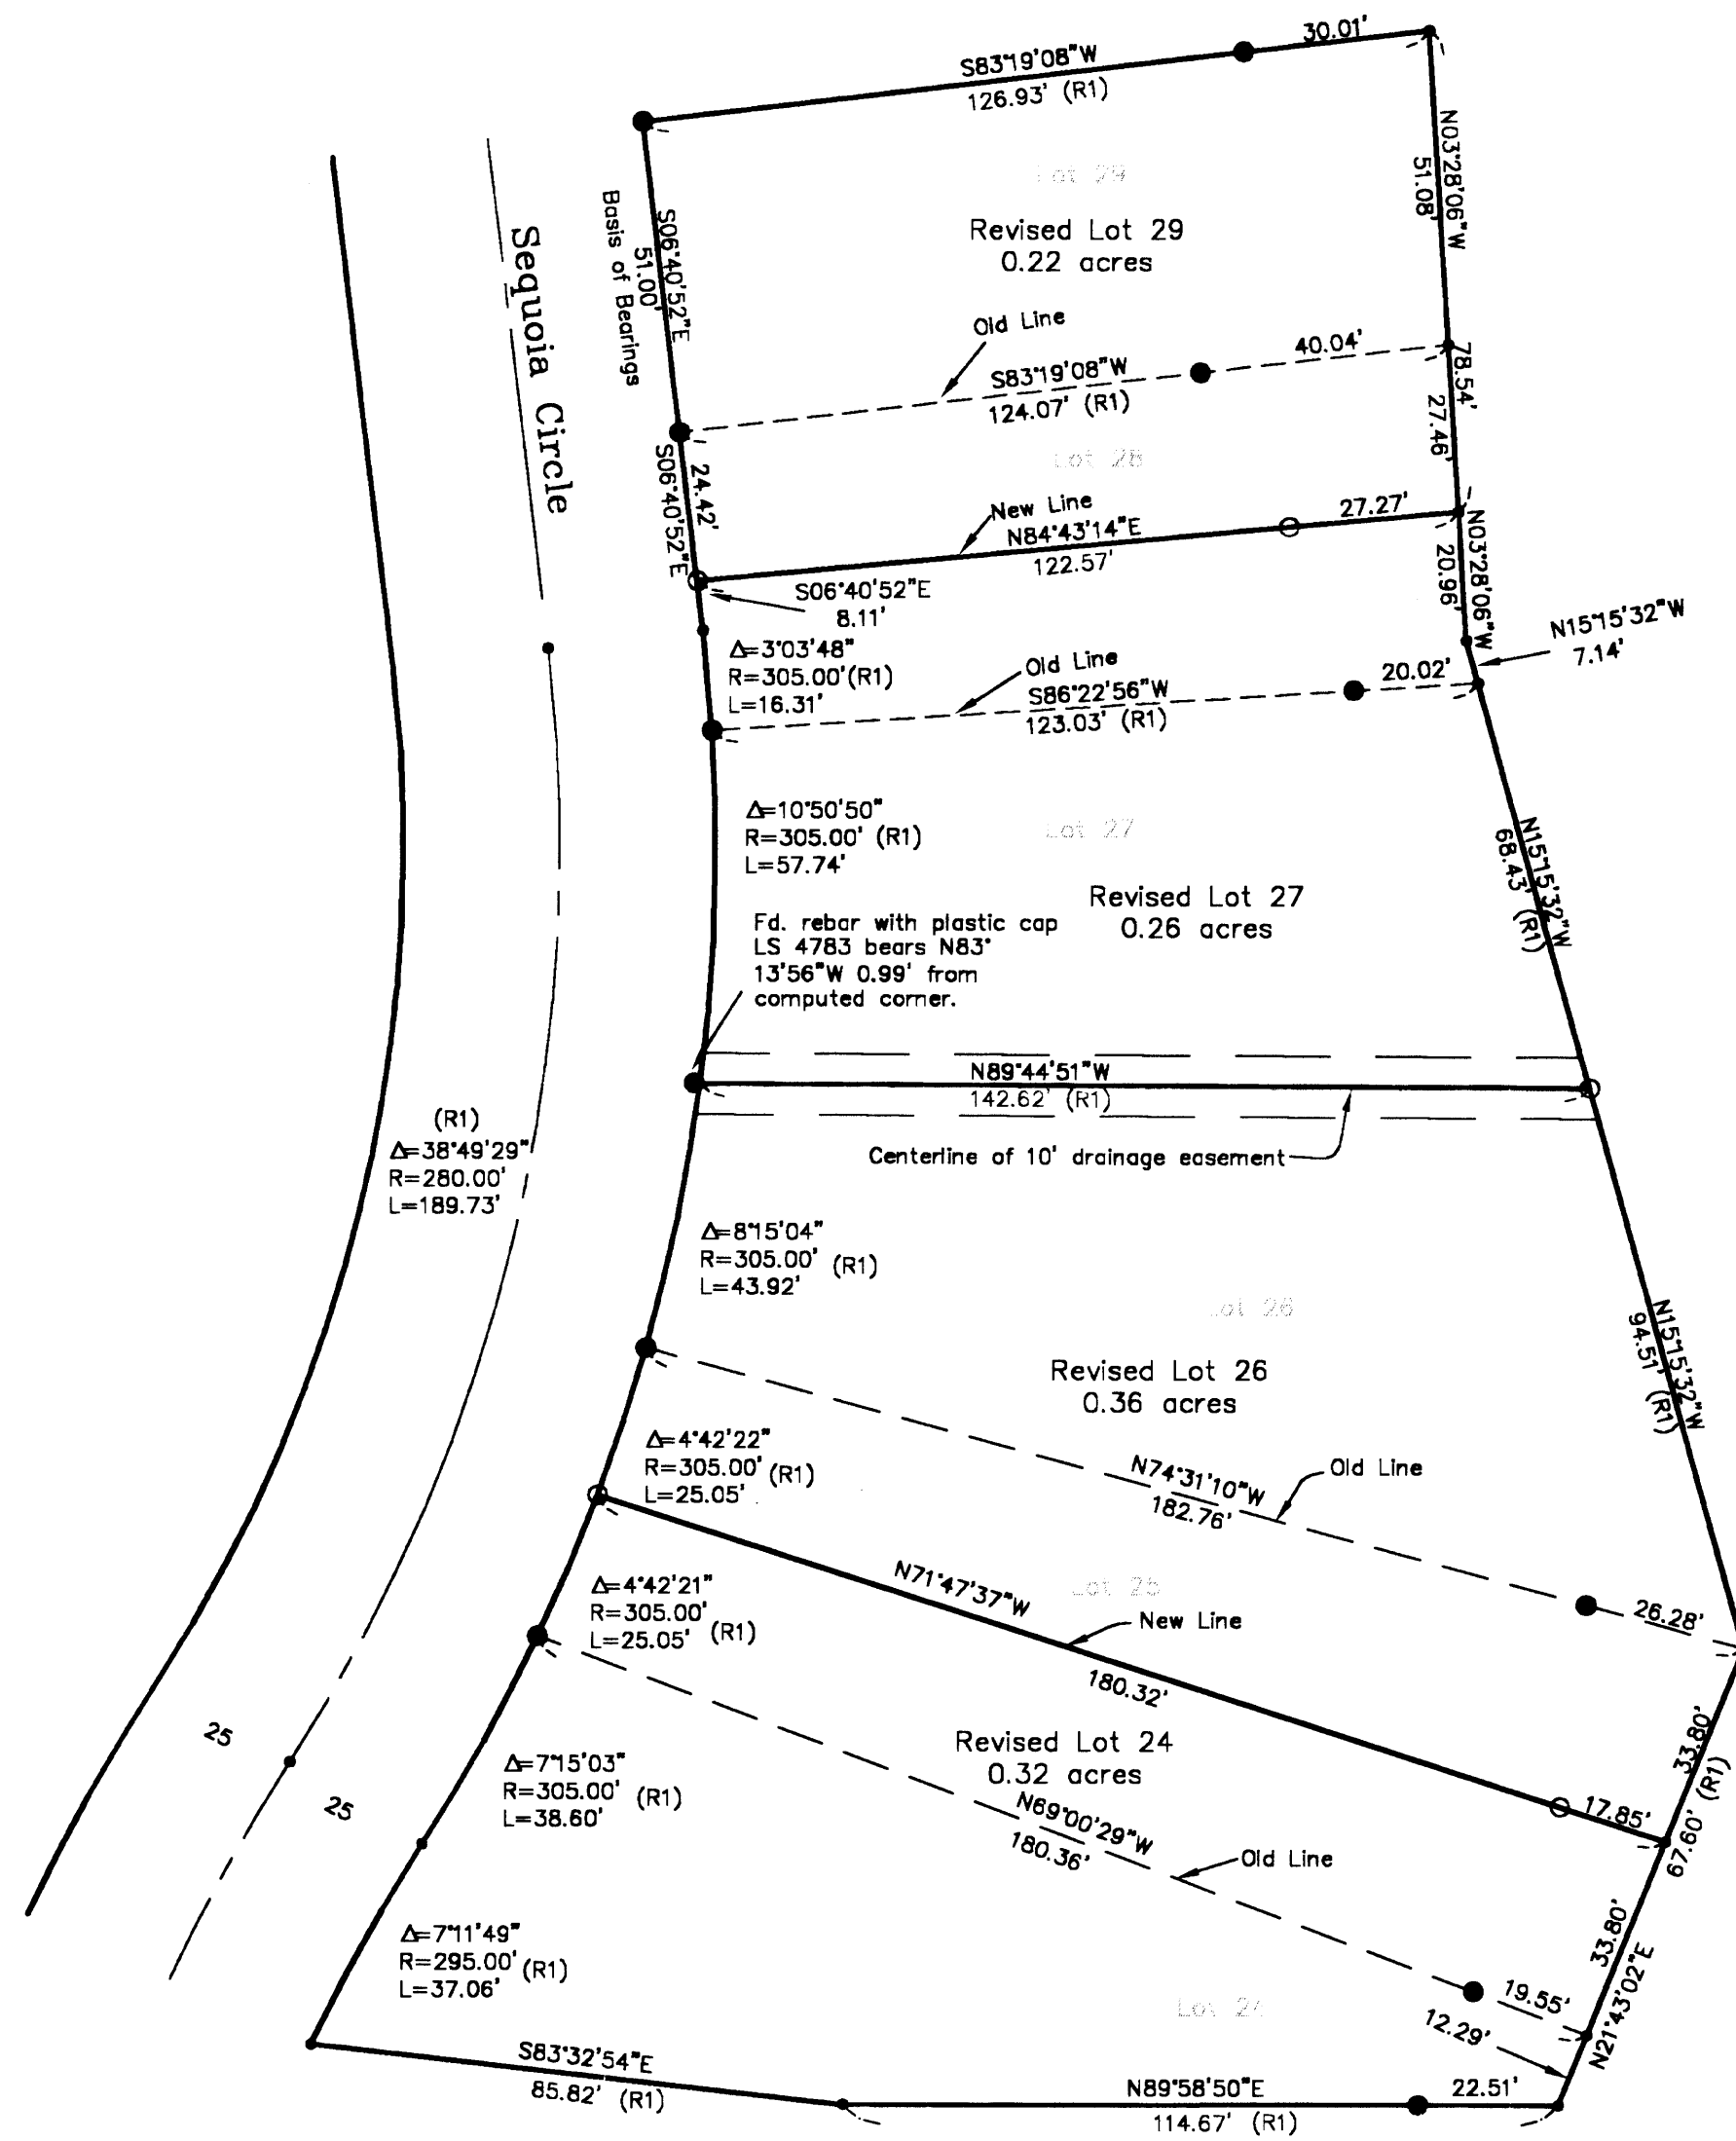 30.01'
S83°19'08"W
126.93' (R1)
N03°28'06"W
51.08'
Lot 29
Revised Lot 29
0.22 acres
Sequoia Circle
Basis of Bearings
S06°40'52"E
51.00'
Old Line
40.04'
S83°19'08"W
124.07' (R1)
78.54'
27.46'
Lot 28
S06°40'52"E
24.42'
New Line
N84°43'14"E
122.57'
27.27'
N03°28'06"W
20.96'
S06°40'52"E
8.11'
N15°15'32"W
7.14'
Δ=3°03'48"
R=305.00'(R1)
L=16.31'
Old Line
S86°22'56"W
123.03' (R1)
20.02'
Δ=10°50'50"
R=305.00' (R1)
L=57.74'
Lot 27
Revised Lot 27
0.26 acres
N15°15'32"W
68.43' (R1)
Fd. rebar with plastic cap
LS 4783 bears N83°
13'56"W 0.99' from
computed corner.
N89°44'51"W
142.62' (R1)
Centerline of 10' drainage easement
(R1)
Δ=38°49'29"
R=280.00'
L=189.73'
Δ=8°15'04"
R=305.00' (R1)
L=43.92'
Lot 26
Revised Lot 26
0.36 acres
N15°15'32"W
94.51' (R1)
Δ=4°42'22"
R=305.00' (R1)
L=25.05'
N74°31'10"W
182.76'
Old Line
26.28'
Δ=4°42'21"
R=305.00' (R1)
L=25.05'
N71°47'37"W
180.32'
Lot 25
New Line
33.80'
67.60' (R1)
17.85'
Revised Lot 24
0.32 acres
25
25
Δ=7°15'03"
R=305.00' (R1)
L=38.60'
N69°00'29"W
180.36'
Old Line
33.80'
N21°43'02"E
19.55'
12.29'
Δ=7°11'49"
R=295.00' (R1)
L=37.06'
Lot 24
S83°32'54"E
85.82' (R1)
N89°58'50"E
114.67' (R1)
22.51'